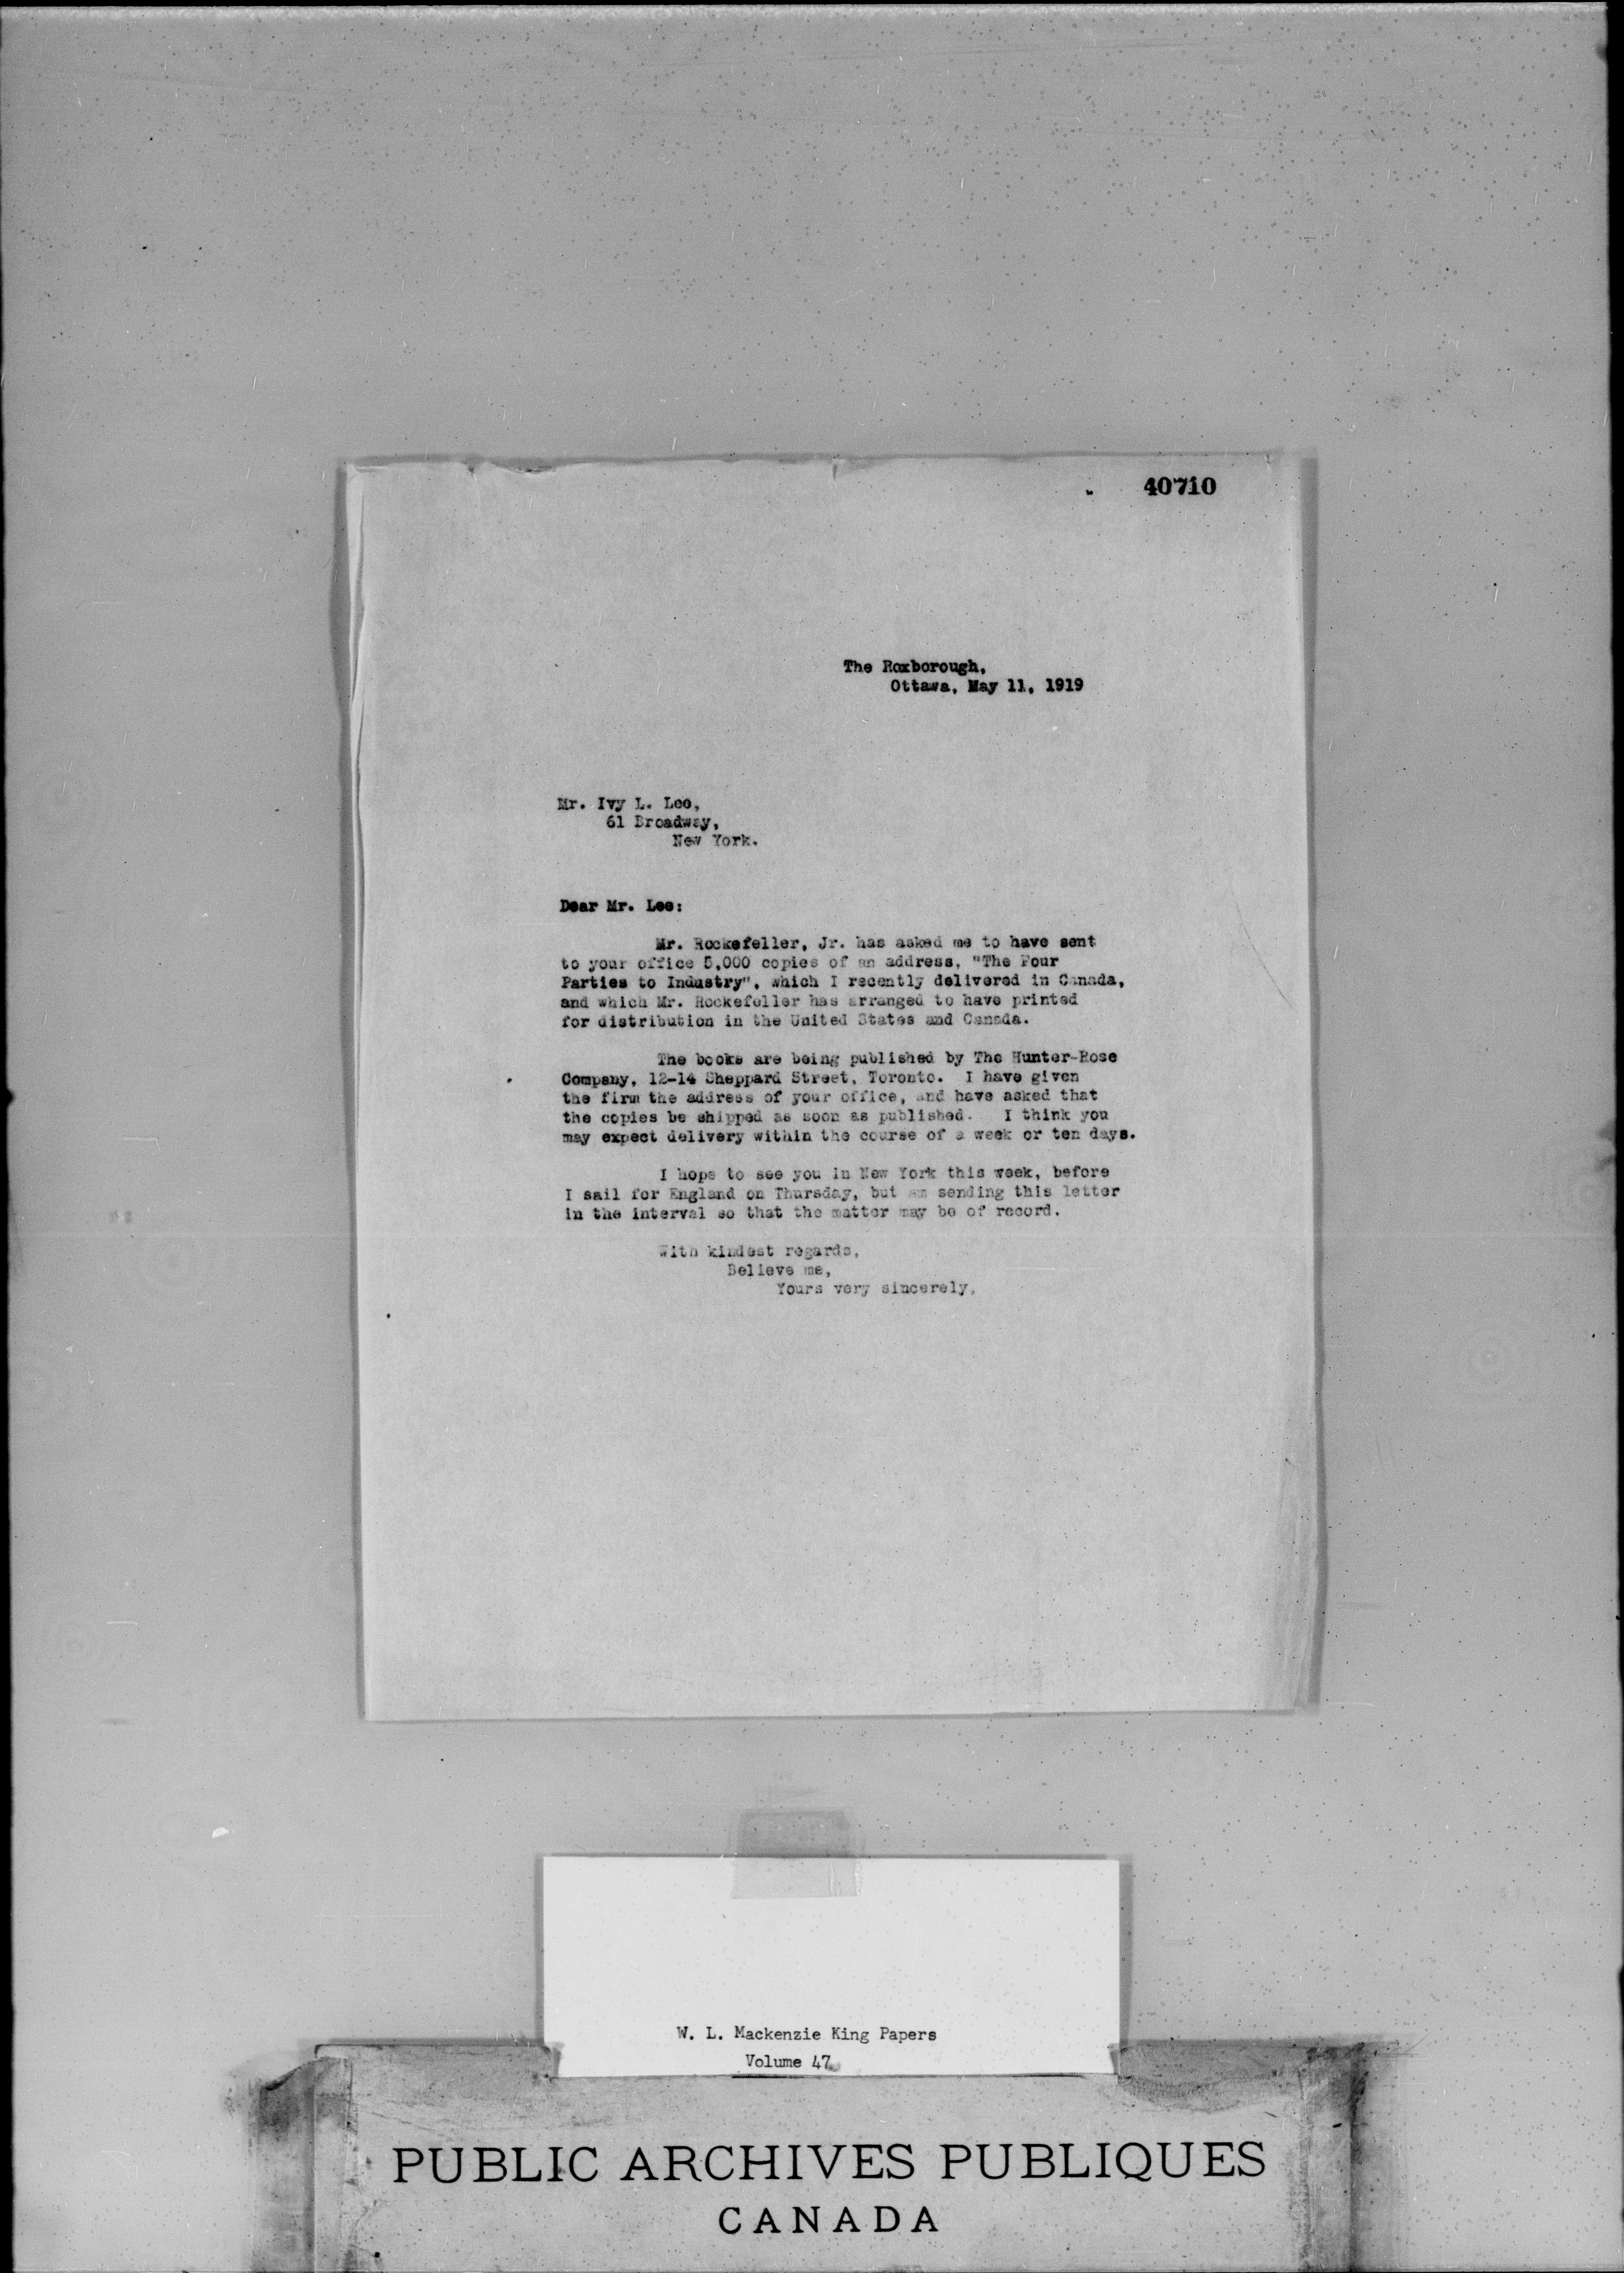 40710
The Roxborough,
Ottawa, May 11, 1919
Mr. Ivy L. Lee,
61 Broadway,
New York.
Dear Mr. Lee:
Mr. Rockefeller, Jr. has asked me to have sent
to your office 5,000 copies of an address, "The Four
Parties to Industry", which I recently delivered in Canada,
and which Mr. Rockefeller has arranged to have printed
for distribution in the United States and Canada.
The books are being published by The Hunter-Rose
Company, 12-14 Sheppard Street, Toronto. I have given
the firm the address of your office, and have asked that
the copies be shipped as soon as published. I think you
may expect delivery within the course of a week or ten days.
I hope to see you in New York this week, before
I sail for England on Thursday, but am sending this letter
in the interval so that the matter may be of record.
With kindest regards,
Believe me,
Yours very sincerely,
W. L. Mackenzie King Papers
Volume 47
PUBLIC ARCHIVES PUBLIQUES
CANADA